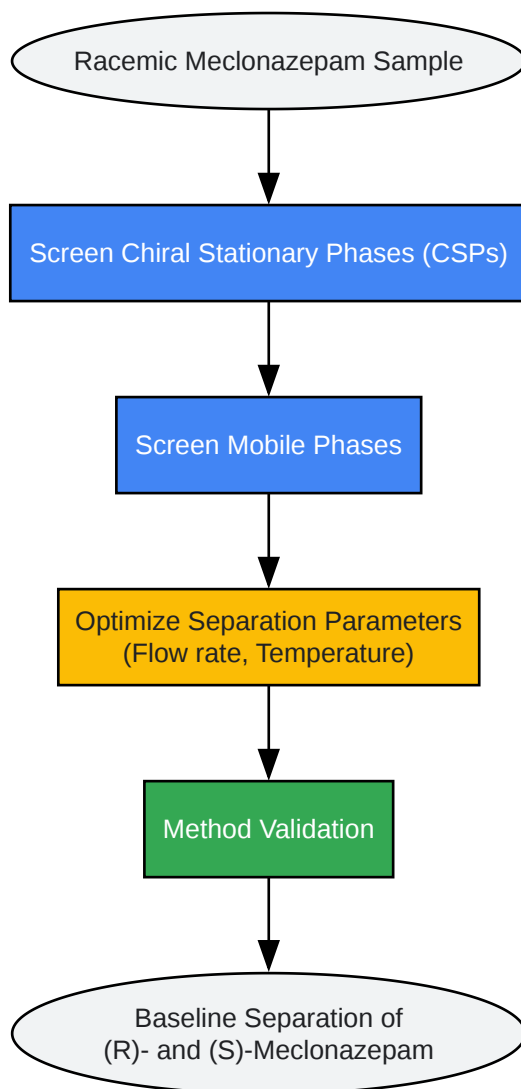 Racemic Meclonazepam Sample
Screen Chiral Stationary Phases (CSPs)
Screen Mobile Phases
Optimize Separation Parameters
(Flow rate, Temperature)
Method Validation
Baseline Separation of
(R)- and (S)-Meclonazepam